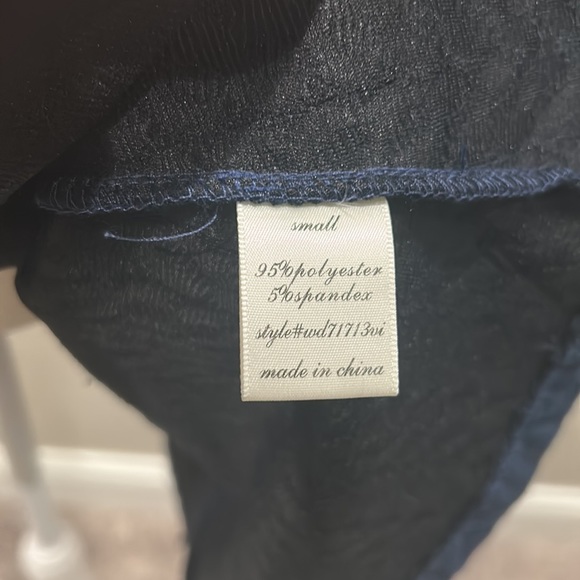 small
95%polyester
5%spandex
style#wd71713vi
made in china